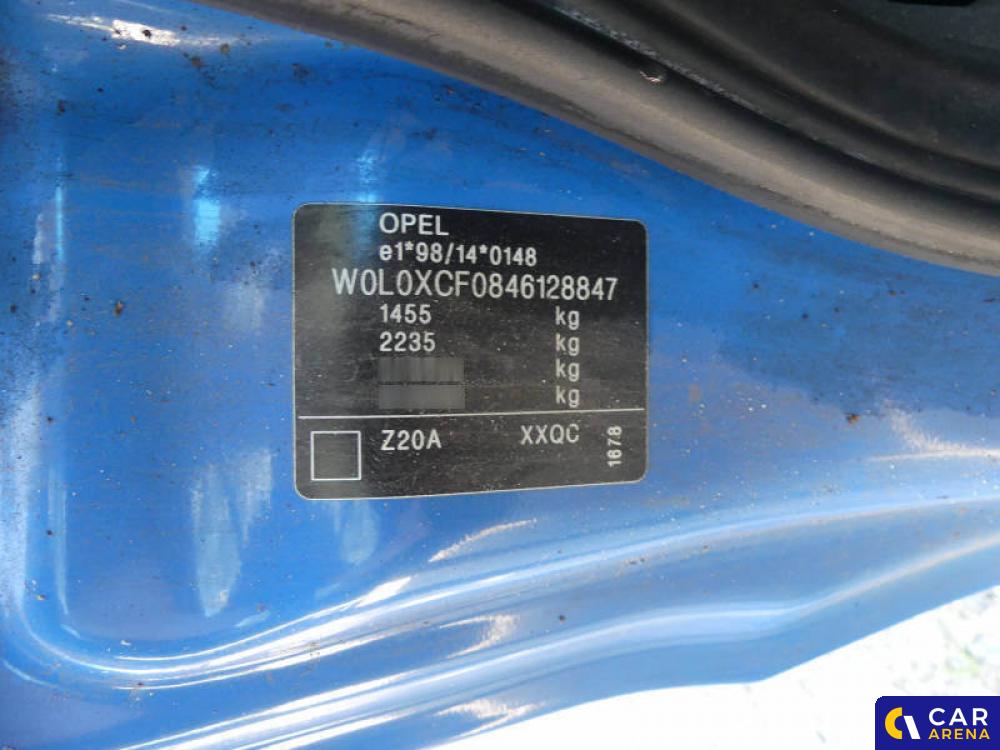 OPEL
e1*98/14*0148
W0L0XCF0846128847
1455 kg
2235 kg
kg
kg
Z20A XXQC 1678
CAR
ARENA